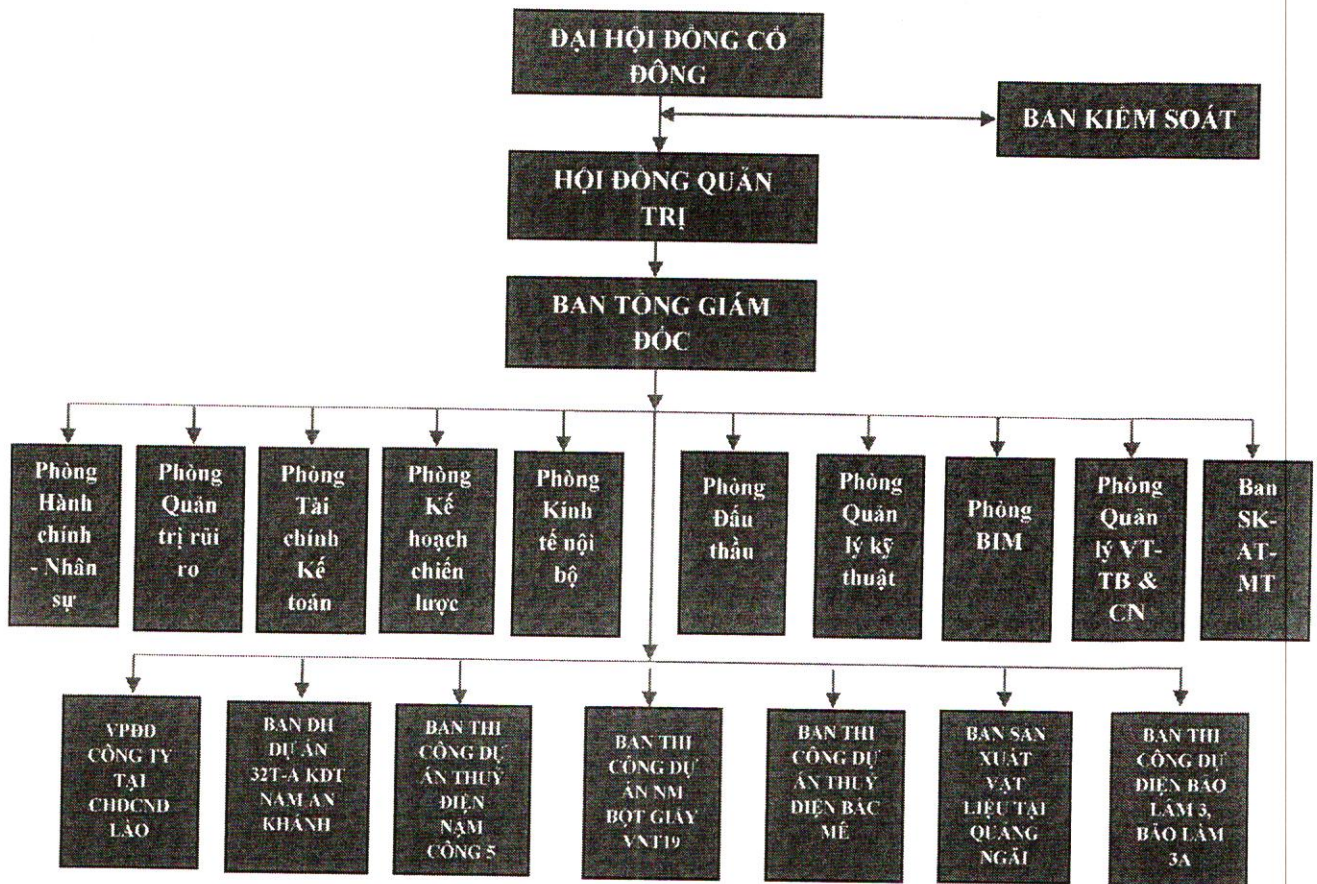 ĐẠI HỘI ĐỒNG CỔ
ĐÔNG
BAN KIỂM SOÁT
HỘI ĐỒNG QUẢN
TRỊ
BAN TỔNG GIÁM
ĐỐC
Phòng
Hành
chính
- Nhân
sự
Phòng
Quản
trị rủi
ro
Phòng
Tài
chính
Kế
toán
Phòng
Kế
hoạch
chiến
lược
Phòng
Kinh
tế nội
bộ
Phòng
Đấu
thầu
Phòng
Quản
lý kỹ
thuật
Phòng
BIM
Phòng
Quản
lý VT-
TB &
CN
Ban
SK-
AT-
MT
VPĐD
CÔNG TY
TẠI
CHDCND
LÀO
BAN ĐH
DỰ ÁN
32T-A KĐT
NAM AN
KHÁNH
BAN THI
CÔNG DỰ
ÁN THUỶ
ĐIỆN
NẠM
CÔNG 5
BAN THI
CÔNG DỰ
ÁN NM
BỘT GIẤY
VNT19
BAN THI
CÔNG DỰ
ÁN THUỶ
ĐIỆN BẮC
MÊ
BAN SẢN
XUẤT
VẬT
LIỆU TẠI
QUẢNG
NGÃI
BAN THI
CÔNG DỰ
ĐIỆN BẢO
LÂM 3,
BẢO LÂM
3A